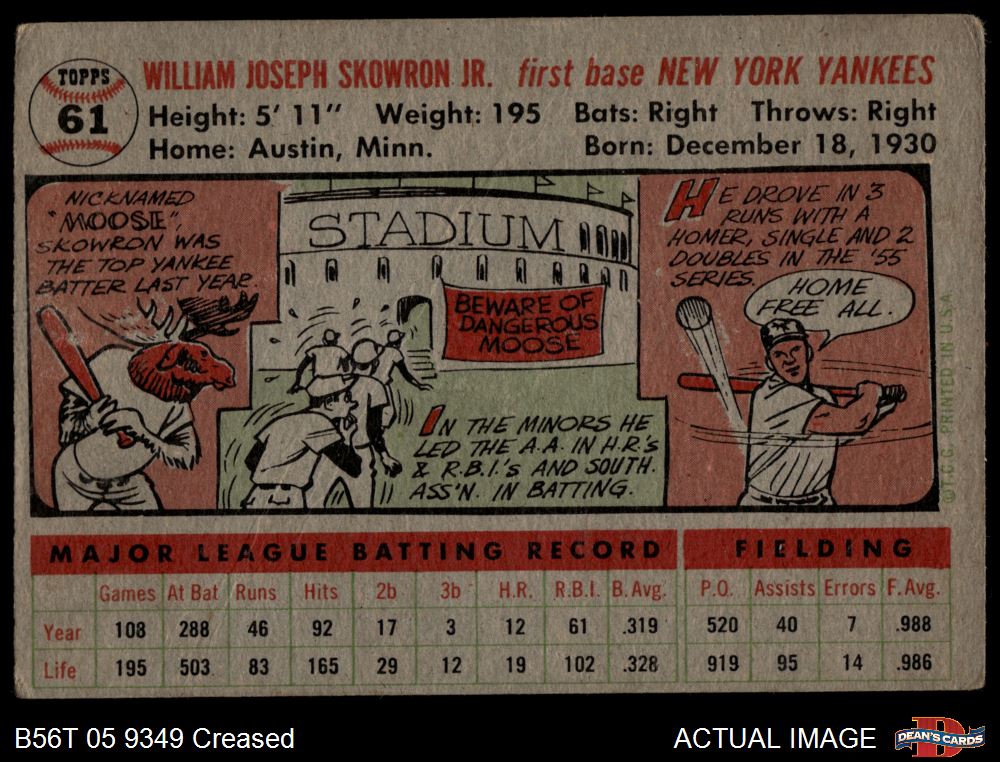 TOPPS
61
WILLIAM JOSEPH SKOWRON JR. first base NEW YORK YANKEES
Height: 5' 11" Weight: 195 Bats: Right Throws: Right
Home: Austin, Minn. Born: December 18, 1930
NICKNAMED
"MOOSE",
SKOWRON WAS
THE TOP YANKEE
BATTER LAST YEAR.
STADIUM
BEWARE OF
DANGEROUS
MOOSE
IN THE MINORS HE
LED THE A.A. IN H.R.'s
& R.B.I.'s AND SOUTH.
ASS'N. IN BATTING.
HE DROVE IN 3
RUNS WITH A
HOMER, SINGLE AND 2
DOUBLES IN THE '55
SERIES.
HOME
FREE ALL.
© T.C.G. PRINTED IN U.S.A.
MAJOR LEAGUE BATTING RECORD FIELDING
Games At Bat Runs Hits 2b 3b H.R. R.B.I. B. Avg. P.O. Assists Errors F. Avg.
Year 108 288 46 92 17 3 12 61 .319 520 40 7 .988
Life 195 503 83 165 29 12 19 102 .328 919 95 14 .986
B56T 05 9349 Creased ACTUAL IMAGE DEAN'S CARDS